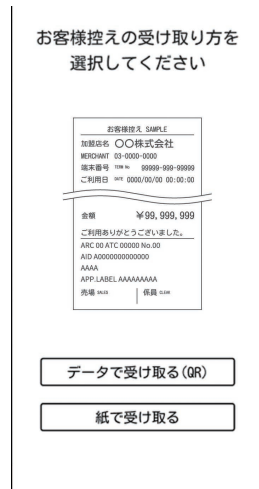 お客様控えの受け取り方を
選択してください
お客様控え SAMPLE
加盟店名 〇〇株式会社
MERCHANT 03-0000-0000
端末番号 TERM No 99999-999-99999
ご利用日 DATE 0000/00/00 00:00:00
金額 ￥99,999,999
ご利用ありがとうございました。
ARC 00 ATC 00000 No.00
AID A0000000000000
AAAA
APP.LABEL AAAAAAAAA
売場 SALES 係員 CLERK
データで受け取る(QR)
紙で受け取る